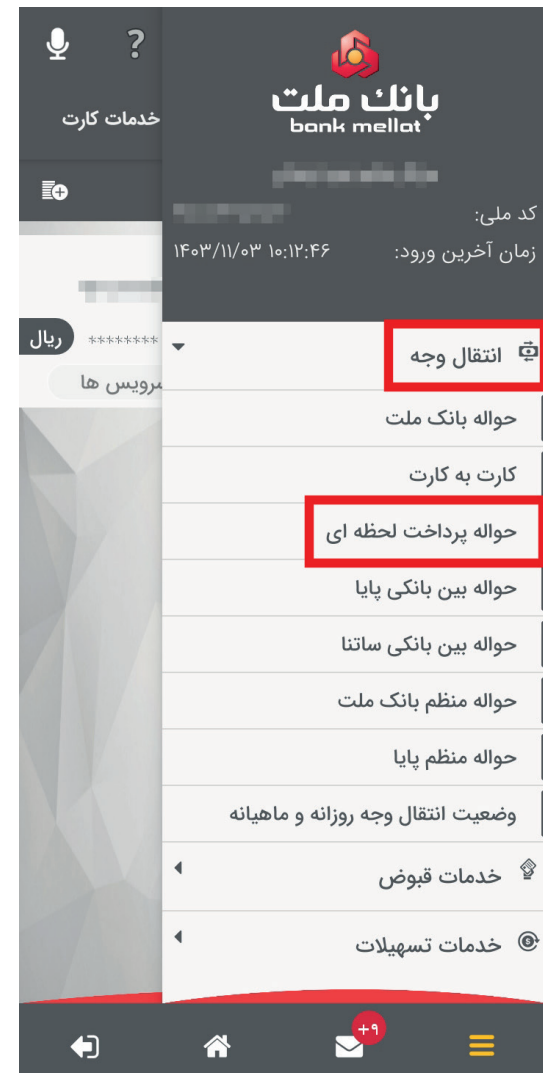 ?
خدمات کارت
بانك ملت
bank mellat
کد ملی:
زمان آخرین ورود: ۱۴۰۳/۱۱/۰۳ ۱۰:۱۲:۴۶
ریال ********
سرویس ها
انتقال وجه
حواله بانک ملت
کارت به کارت
حواله پرداخت لحظه ای
حواله بین بانکی پایا
حواله بین بانکی ساتنا
حواله منظم بانک ملت
حواله منظم پایا
وضعیت انتقال وجه روزانه و ماهیانه
خدمات قبوض
خدمات تسهیلات
+۹